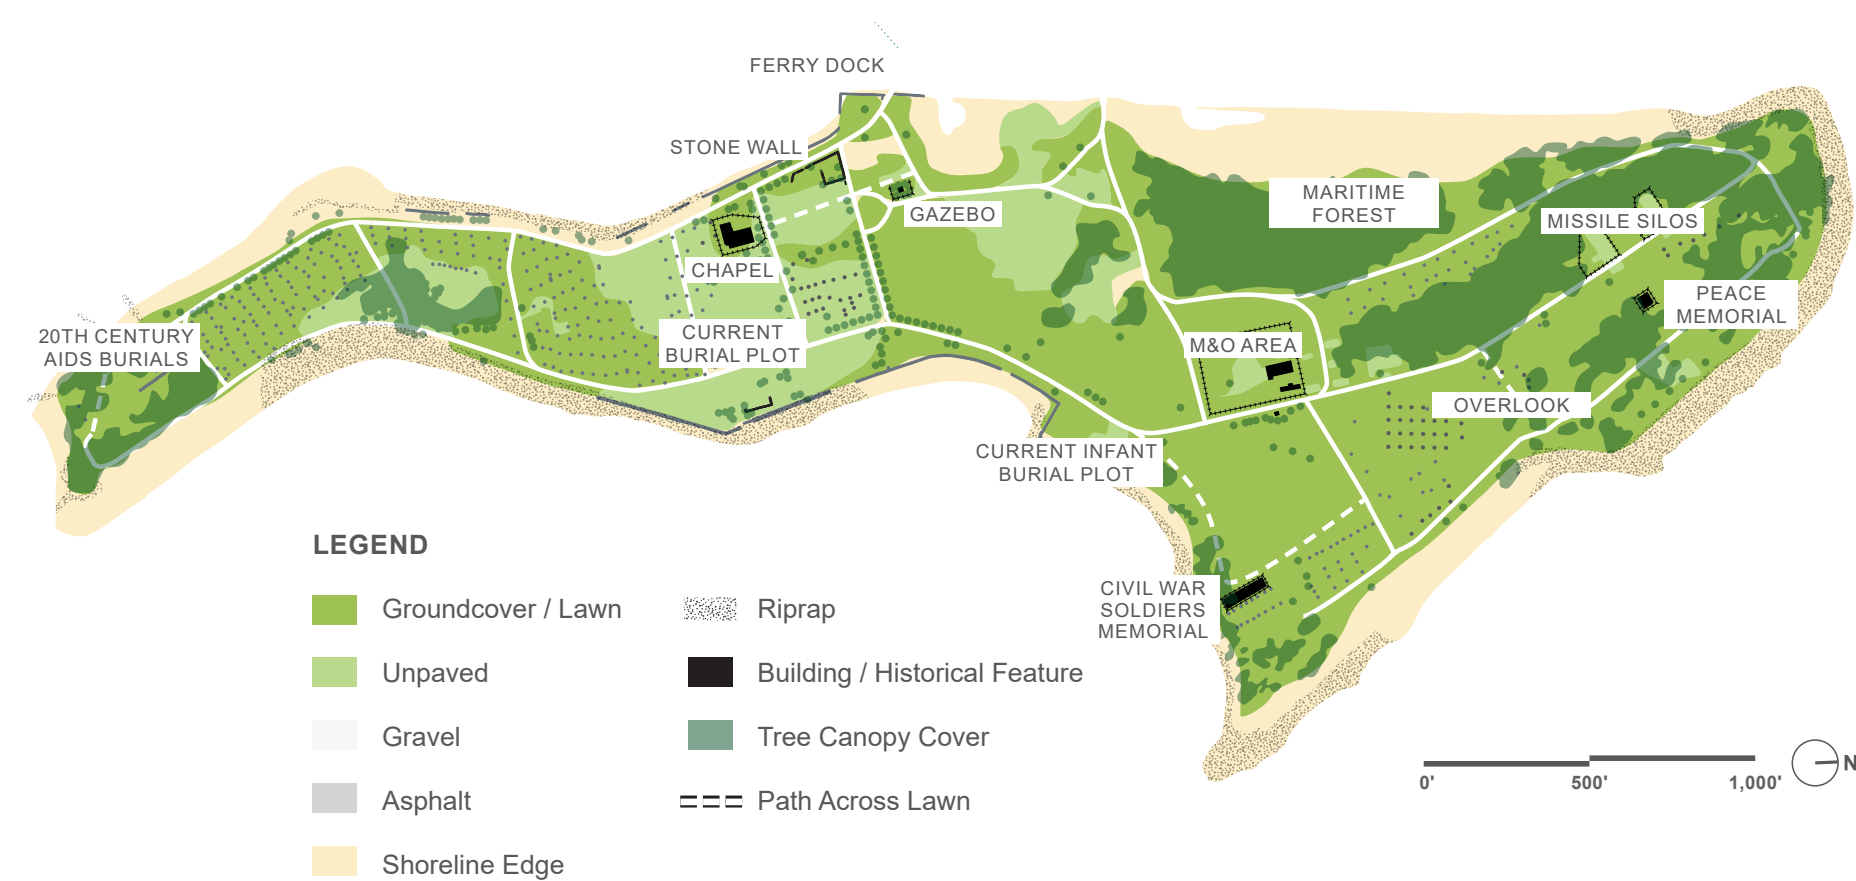 FERRY DOCK
STONE WALL
MARITIME
FOREST
GAZEBO
MISSILE SILOS
CHAPEL
PEACE
MEMORIAL
20TH CENTURY
AIDS BURIALS
CURRENT
BURIAL PLOT
M&O AREA
OVERLOOK
CURRENT INFANT
BURIAL PLOT
CIVIL WAR
SOLDIERS
MEMORIAL
LEGEND
Groundcover / Lawn
Unpaved
Gravel
Asphalt
Shoreline Edge
Riprap
Building / Historical Feature
Tree Canopy Cover
Path Across Lawn
0' 500' 1,000'
N